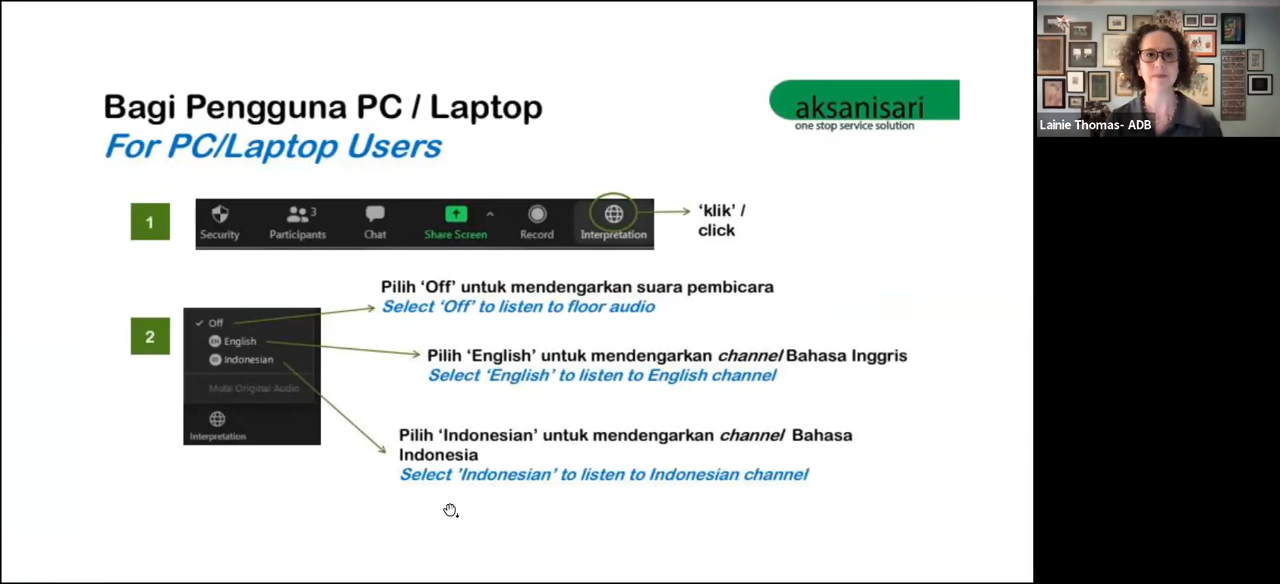 Bagi Pengguna PC / Laptop
For PC/Laptop Users
aksanisari
one stop service solution
Lainie Thomas- ADB
1
Security
Participants
3
Chat
Share Screen
Record
Interpretation
‘klik’ /
click
2
Off
EN English
Indonesian
Mute Original Audio
Interpretation
Pilih ‘Off’ untuk mendengarkan suara pembicara
Select ‘Off’ to listen to floor audio
Pilih ‘English’ untuk mendengarkan channel Bahasa Inggris
Select ‘English’ to listen to English channel
Pilih ‘Indonesian’ untuk mendengarkan channel Bahasa
Indonesia
Select ’Indonesian’ to listen to Indonesian channel